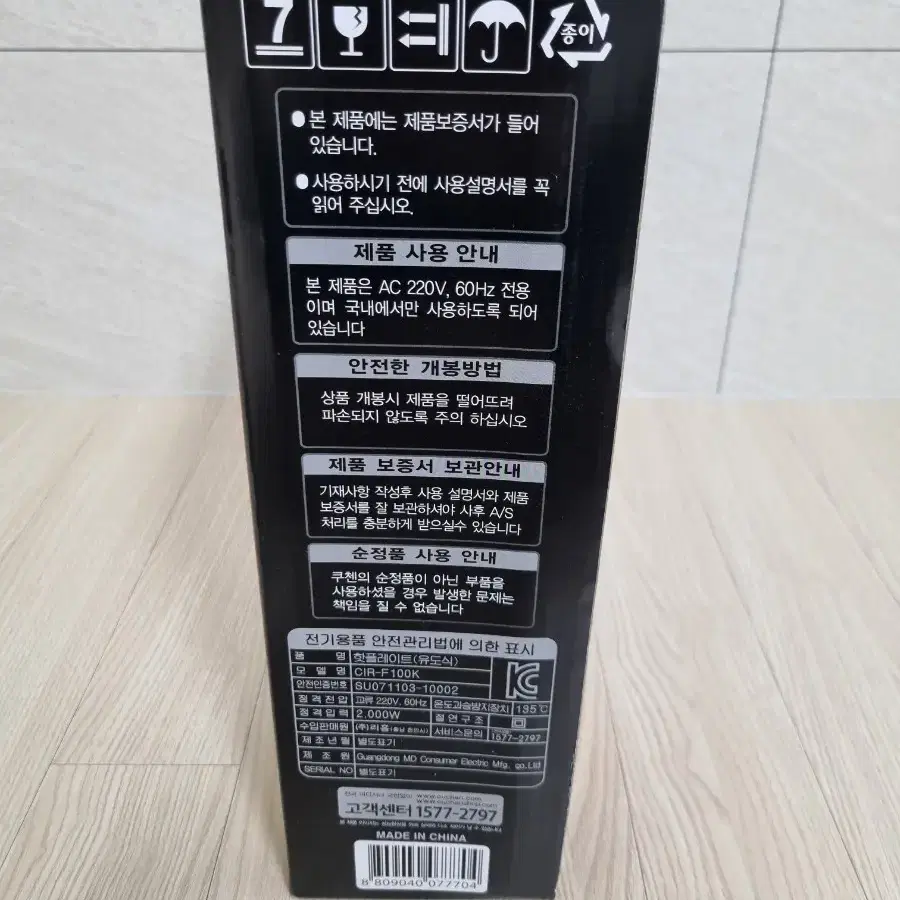 7
종이
● 본 제품에는 제품보증서가 들어
있습니다.
● 사용하시기 전에 사용설명서를 꼭
읽어 주십시오.
제품 사용 안내
본 제품은 AC 220V, 60Hz 전용
이며 국내에서만 사용하도록 되어
있습니다
안전한 개봉방법
상품 개봉시 제품을 떨어뜨려
파손되지 않도록 주의 하십시오
제품 보증서 보관안내
기재사항 작성후 사용 설명서와 제품
보증서를 잘 보관하셔야 사후 A/S
처리를 충분하게 받으실수 있습니다
순정품 사용 안내
쿠첸의 순정품이 아닌 부품을
사용하셨을 경우 발생한 문제는
책임을 질 수 없습니다
전기용품 안전관리법에 의한 표시
품 명 핫플레이트(유도식)
모 델 명 CIR-F100K
안전인증번호 SU071103-10002
정격전압 교류 220V, 60Hz 온도과승방지장치 135℃
정격입력 2,000W 절연구조
수입판매원 (주)리홈(충남 천안시) 서비스문의 전국 1577-2797
제조년월 별도표기
제 조 원 Guangdong MD Consumer Electric Mfg. go.Ltd
SERIAL NO 별도표기
www.cuchen.com
고객센터 1577-2797
MADE IN CHINA
8 809040 077704